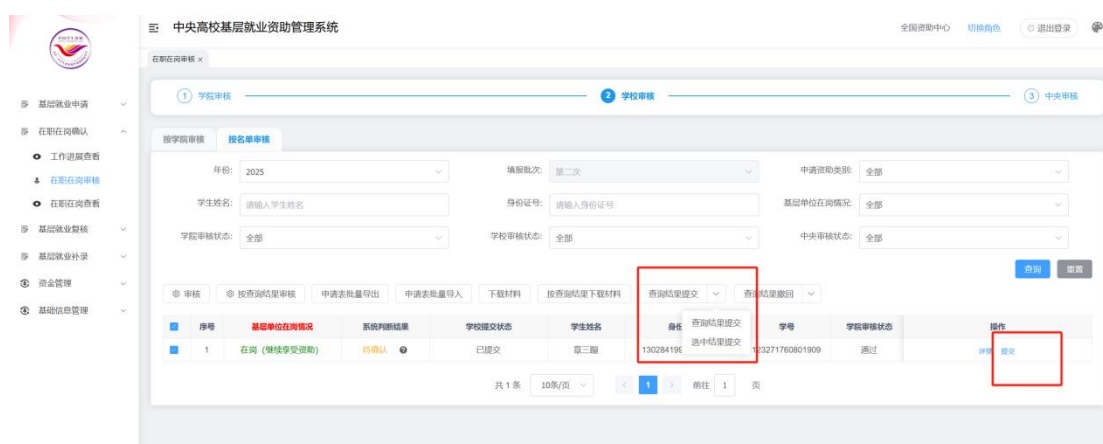 中央高校基层就业资助管理系统
全国资助中心 切换角色 退出登录
在职在岗审核 ×
基层就业申请
在职在岗确认
工作进展查看
在职在岗审核
在职在岗查看
基层就业复核
基层就业补录
资金管理
基础信息管理
1 学院审核 2 学校审核 3 中央审核
按学院审核 按名单审核
年份: 2025 填报批次: 第二次 申请资助类别: 全部
学生姓名: 请输入学生姓名 身份证号: 请输入身份证号 基层单位在岗情况: 全部
学院审核状态: 全部 学校审核状态: 全部 中央审核状态: 全部
查询 重置
审核 按查询结果审核 申请表批量导出 申请表批量导入 下载材料 按查询结果下载材料 查询结果提交 查询结果撤回
查询结果提交
选中结果提交
序号 基层单位在岗情况 系统判断结果 学校提交状态 学生姓名 身份 学号 学院审核状态 操作
1 在岗（继续享受资助） 待确认 已提交 章三蹦 130284199 123271760801909 通过 详情 提交
共 1 条 10条/页 < 1 > 前往 1 页